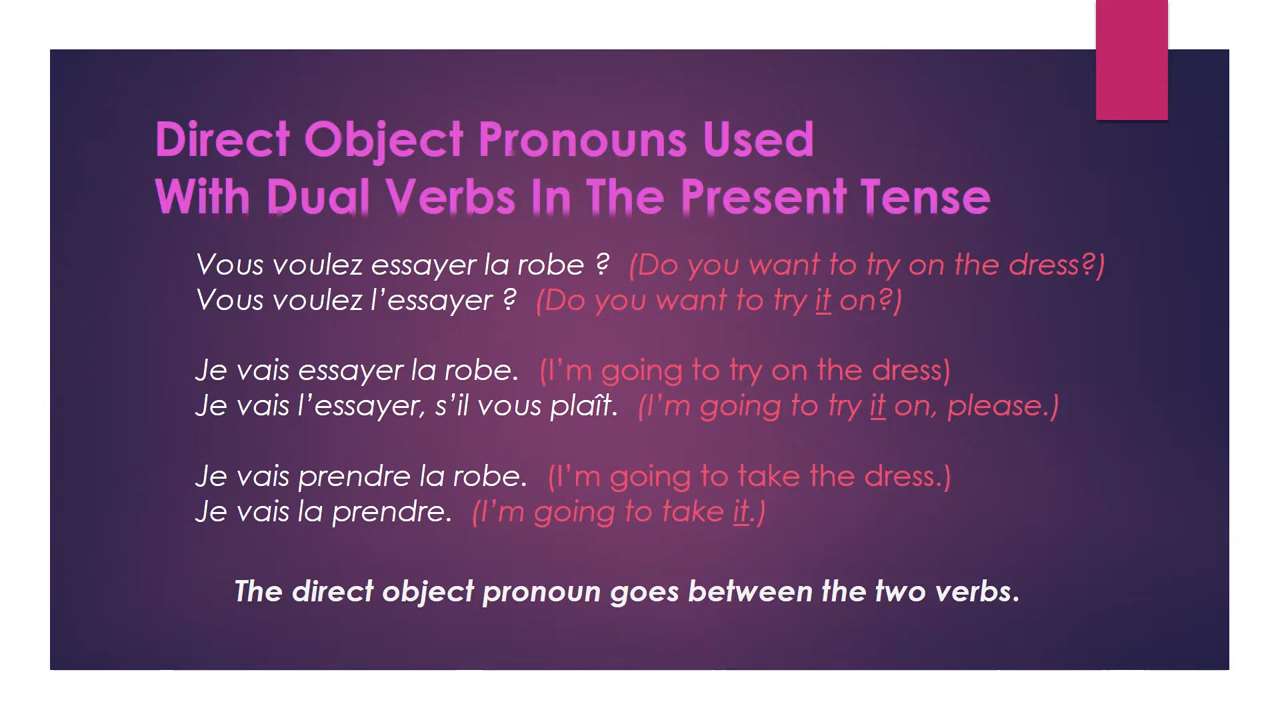 Direct Object Pronouns Used
With Dual Verbs In The Present Tense
Vous voulez essayer la robe ? (Do you want to try on the dress?)
Vous voulez l’essayer ? (Do you want to try it on?)
Je vais essayer la robe. (I’m going to try on the dress)
Je vais l’essayer, s’il vous plaît. (I’m going to try it on, please.)
Je vais prendre la robe. (I’m going to take the dress.)
Je vais la prendre. (I’m going to take it.)
The direct object pronoun goes between the two verbs.